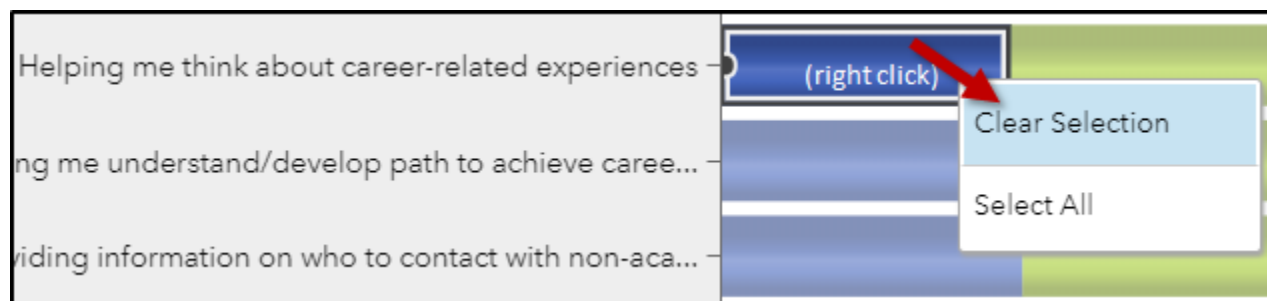 Helping me think about career-related experiences
(right click)
Clear Selection
ng me understand/develop path to achieve caree...
Select All
viding information on who to contact with non-aca...